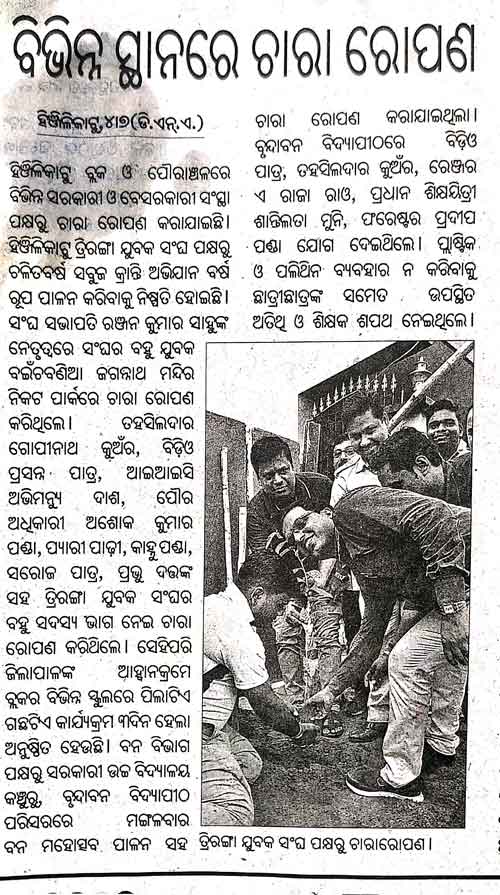 ବିଭିନ୍ନ ସ୍ଥାନରେ ଚାରା ରୋପଣ
ହିଞ୍ଜିଳିକାଟୁ,୪।୭(ଡି.ଏନ୍.ଏ.)
ହିଞ୍ଜିଳିକାଟୁ ବ୍ଲକ ଓ ପୌରାଞ୍ଚଳରେ
ବିଭିନ୍ନ ସରକାରୀ ଓ ବେସରକାରୀ ସଂସ୍ଥା
ପକ୍ଷରୁ ଚାରା ରୋପଣ କରାଯାଇଛି।
ହିଞ୍ଜିଳିକାଟୁ ତ୍ରିରଙ୍ଗା ଯୁବକ ସଂଘ ପକ୍ଷରୁ
ଚଳିତବର୍ଷ ସବୁଜ କ୍ରାନ୍ତି ଅଭିଯାନ ବର୍ଷ
ରୂପ ପାଳନ କରିବାକୁ ନିଷ୍ପତି ହୋଇଛି।
ସଂଘ ସଭାପତି ରଞ୍ଜନ କୁମାର ସାହୁଙ୍କ
ନେତୃତ୍ୱରେ ସଂଘର ବହୁ ଯୁବକ
ବଇଁଚବଣିଆ ଜଗନ୍ନାଥ ମନ୍ଦିର
ନିକଟ ପାର୍କରେ ଚାରା ରୋପଣ
କରିଥିଲେ। ତହସିଲଦାର
ଗୋପୀନାଥ କୁଅଁର, ବିଡ଼ିଓ
ପ୍ରସନ୍ନ ପାତ୍ର, ଆଇଆଇସି
ଅଭିମନ୍ୟୁ ଦାଶ, ପୌର
ଅଧିକାରୀ ଅଶୋକ କୁମାର
ପଣ୍ଡା, ପ୍ୟାରୀ ପାଢ଼ୀ, କାହ୍ନୁ ପଣ୍ଡା,
ସରୋଜ ପାତ୍ର, ପ୍ରଭୁ ଦତ୍ତଙ୍କ
ସହ ତ୍ରିରଙ୍ଗା ଯୁବକ ସଂଘର
ବହୁ ସଦସ୍ୟ ଭାଗ ନେଇ ଚାରା
ରୋପଣ କରିଥିଲେ। ସେହିପରି
ଜିଲାପାଳଙ୍କ ଆହ୍ୱାନକ୍ରମେ
ବ୍ଲକର ବିଭିନ୍ନ ସ୍କୁଲରେ ପିଲାଟିଏ
ଗଛଟିଏ କାର୍ଯ୍ୟକ୍ରମ ୩ଦିନ ହେଲା
ଅନୁଷ୍ଠିତ ହେଉଛି। ବନ ବିଭାଗ
ପକ୍ଷରୁ ସରକାରୀ ଉଚ୍ଚ ବିଦ୍ୟାଳୟ
କଞ୍ଚୁରୁ, ବୃନ୍ଦାବନ ବିଦ୍ୟାପୀଠ
ପରିସରରେ ମଙ୍ଗଳବାର
ବନ ମହୋତ୍ସବ ପାଳନ ସହ
ଚାରା ରୋପଣ କରାଯାଇଥିଲା।
ବୃନ୍ଦାବନ ବିଦ୍ୟାପୀଠରେ ବିଡ଼ିଓ
ପାତ୍ର, ତହସିଲଦାର କୁଅଁର, ରେଞ୍ଜର
ଏ ରାଜା ରାଓ, ପ୍ରଧାନ ଶିକ୍ଷୟିତ୍ରୀ
ଶାନ୍ତିଲତା ମୁନି, ଫରେଷ୍ଟର ପ୍ରଦୀପ
ପଣ୍ଡା ଯୋଗ ଦେଇଥିଲେ। ପ୍ଲାଷ୍ଟିକ
ଓ ପଲିଥିନ ବ୍ୟବହାର ନ କରିବାକୁ
ଛାତ୍ରୀଛାତ୍ରଙ୍କ ସମେତ ଉପସ୍ଥିତ
ଅତିଥି ଓ ଶିକ୍ଷକ ଶପଥ ନେଇଥିଲେ।
ତ୍ରିରଙ୍ଗା ଯୁବକ ସଂଘ ପକ୍ଷରୁ ଚାରାରୋପଣ।